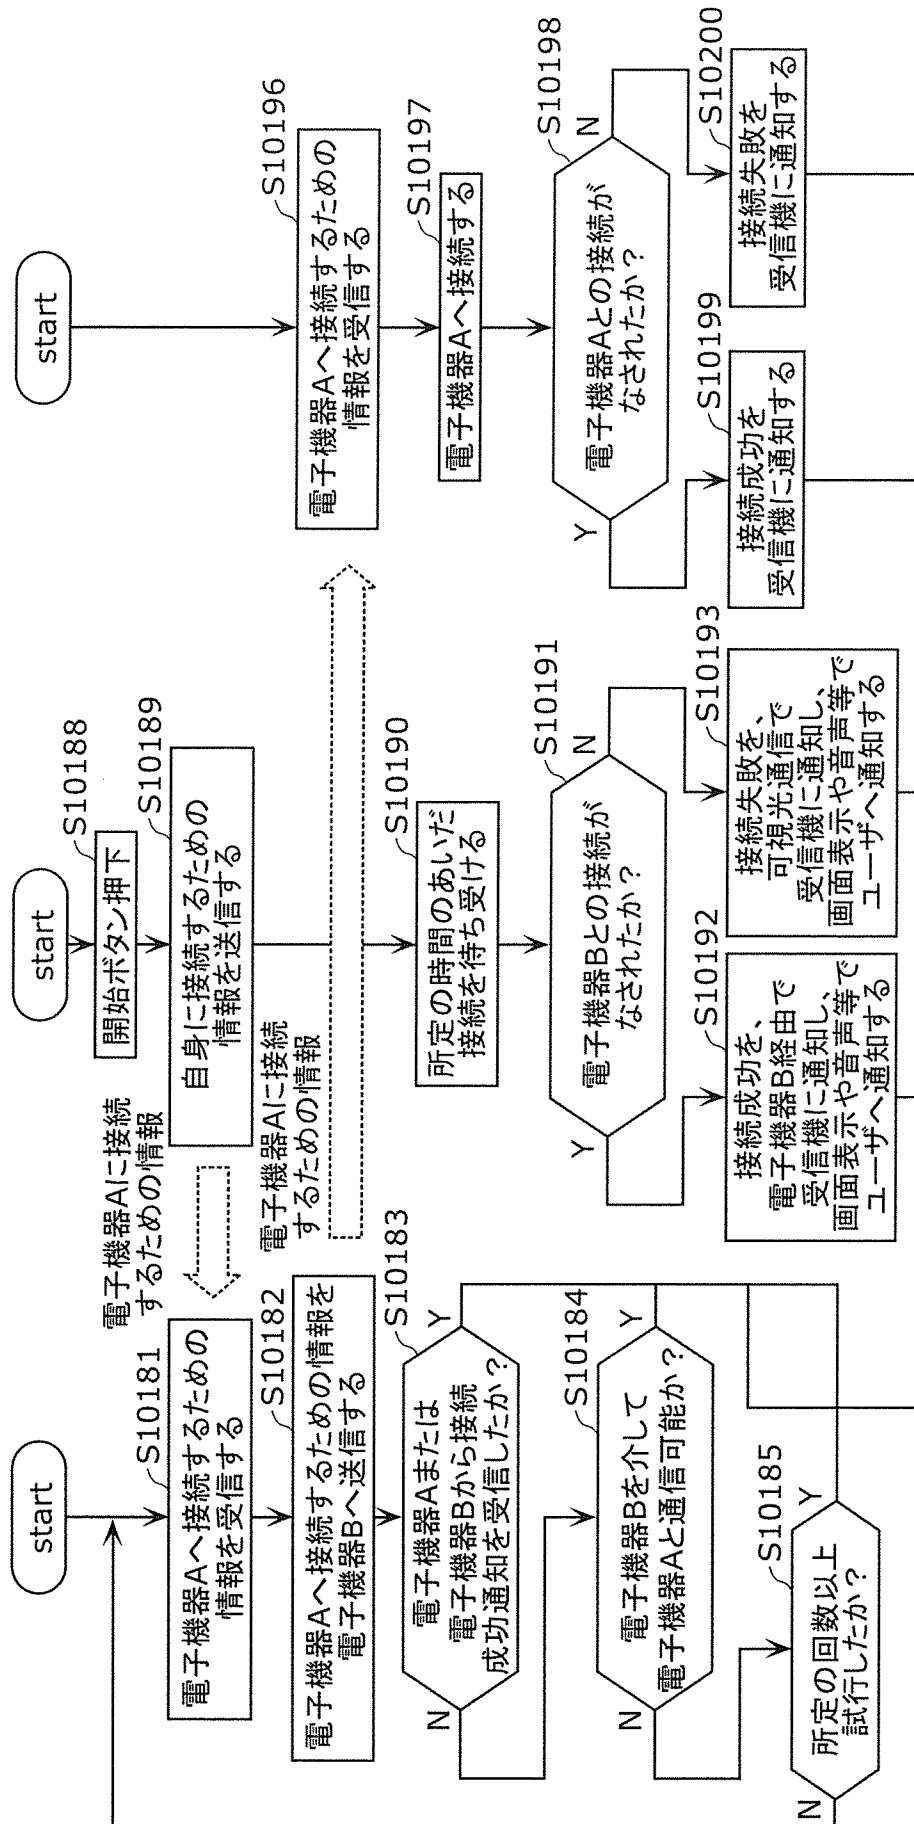 start
S10181
電子機器Aへ接続するための
情報を受信する
S10182
電子機器Aへ接続するための情報を
電子機器Bへ送信する
S10183
電子機器Aまたは
電子機器Bから接続
成功通知を受信したか?
Y
N
S10184
電子機器Bを介して
電子機器Aと通信可能か?
Y
N
S10185
所定の回数以上
試行したか?
Y
N
電子機器Aに接続
するための情報
電子機器Aに接続
するための情報
start
S10188
開始ボタン押下
S10189
自身に接続するための
情報を送信する
S10190
所定の時間のあいだ
接続を待ち受ける
S10191
電子機器Bとの接続が
なされたか?
Y
N
S10192
接続成功を、
電子機器B経由で
受信機に通知し、
画面表示や音声等で
ユーザへ通知する
S10193
接続失敗を、
可視光通信で
受信機に通知し、
画面表示や音声等で
ユーザへ通知する
start
S10196
電子機器Aへ接続するための
情報を受信する
S10197
電子機器Aへ接続する
S10198
電子機器Aとの接続が
なされたか?
Y
N
S10199
接続成功を
受信機に通知する
S10200
接続失敗を
受信機に通知する